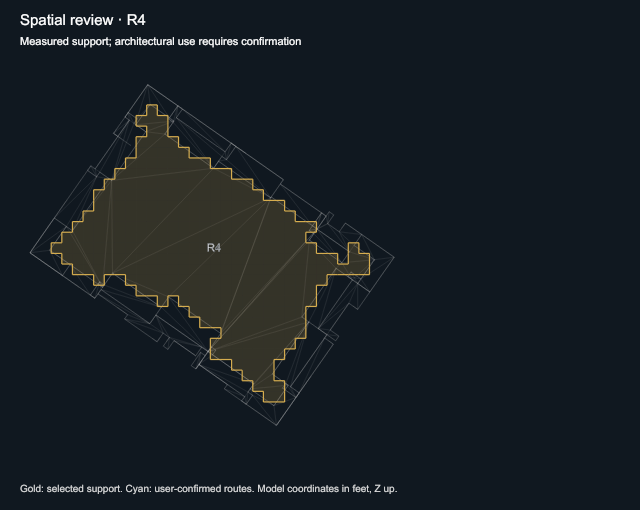 Spatial review · R4
Measured support; architectural use requires confirmation
R4
Gold: selected support. Cyan: user-confirmed routes. Model coordinates in feet, Z up.